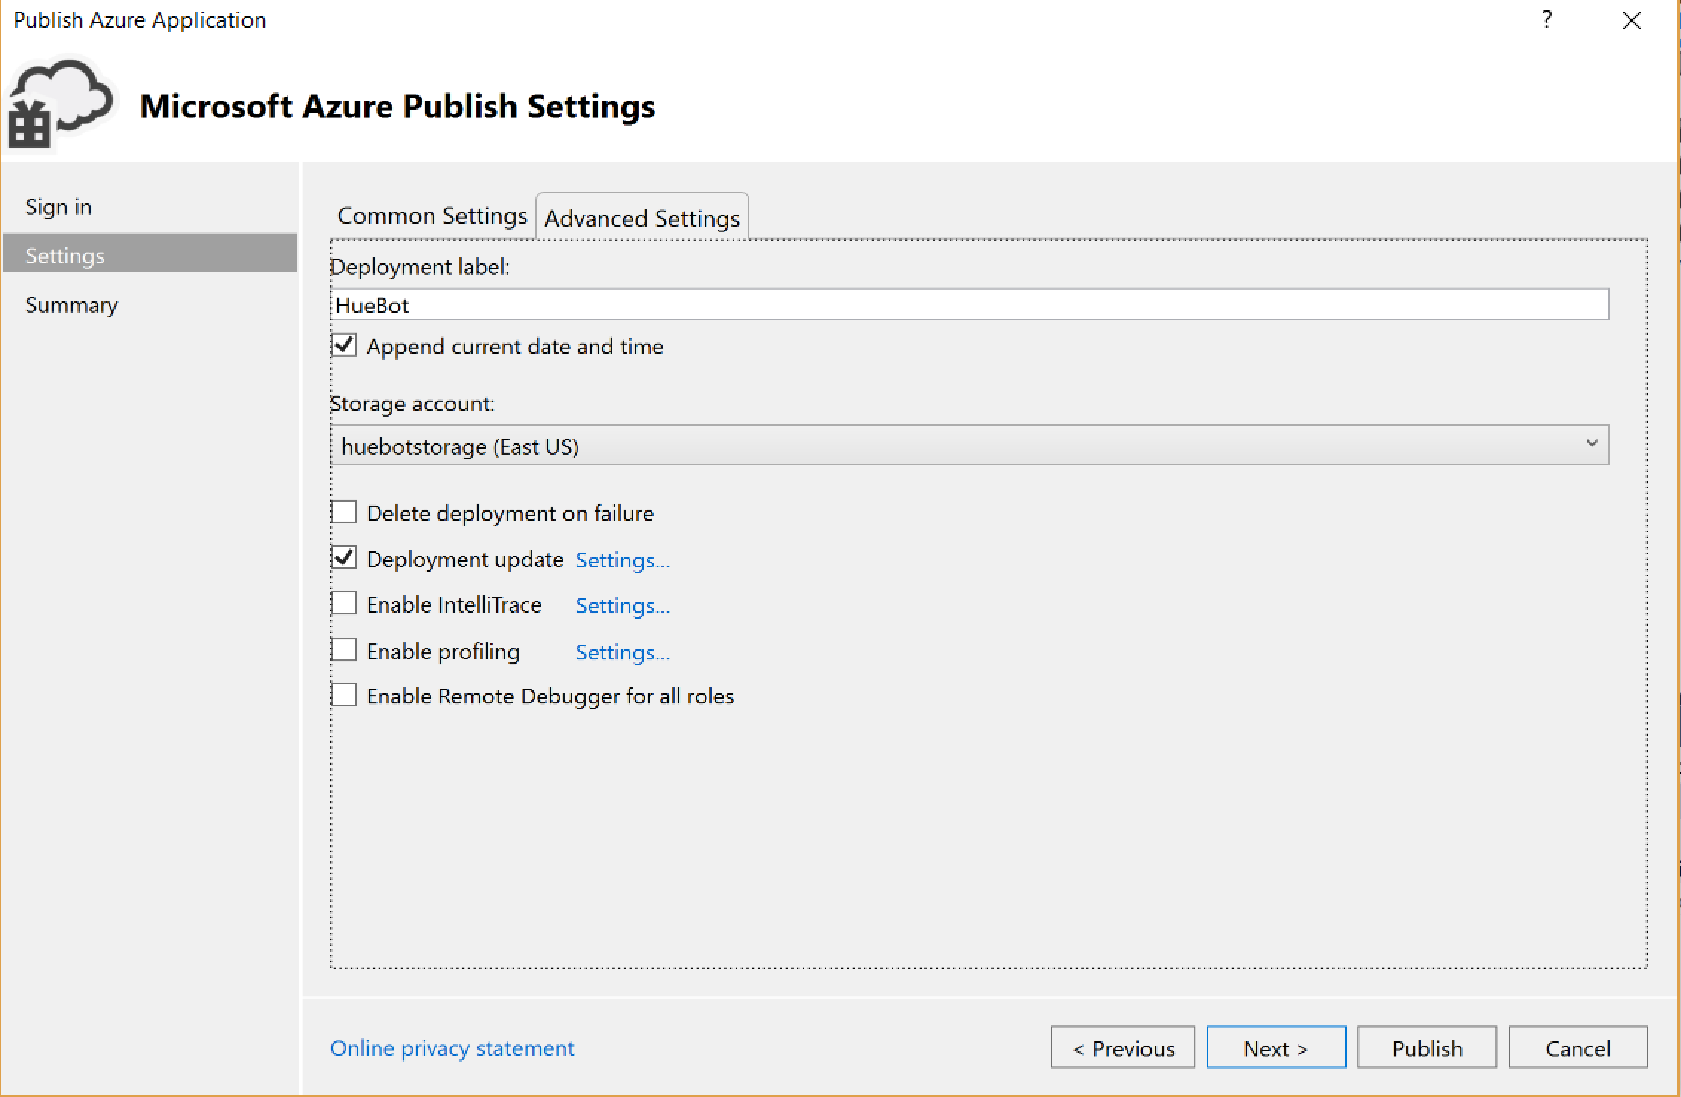 Publish Azure Application ?
Microsoft Azure Publish Settings
Sign in
Settings
Summary
Common Settings Advanced Settings
Deployment label:
HueBot
Append current date and time
Storage account:
huebotstorage (East US)
Delete deployment on failure
Deployment update Settings...
Enable IntelliTrace Settings...
Enable profiling Settings...
Enable Remote Debugger for all roles
Online privacy statement < Previous Next > Publish Cancel